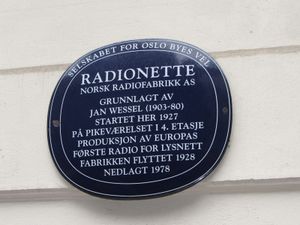 SELSKABET FOR OSLO BYES VEL
RADIONETTE
NORSK RADIOFABRIKK AS
GRUNNLAGT AV
JAN WESSEL (1903-80)
STARTET HER 1927
PÅ PIKEVÆRELSET I 4. ETASJE
PRODUKSJON AV EUROPAS
FØRSTE RADIO FOR LYSNETT
FABRIKKEN FLYTTET 1928
NEDLAGT 1978